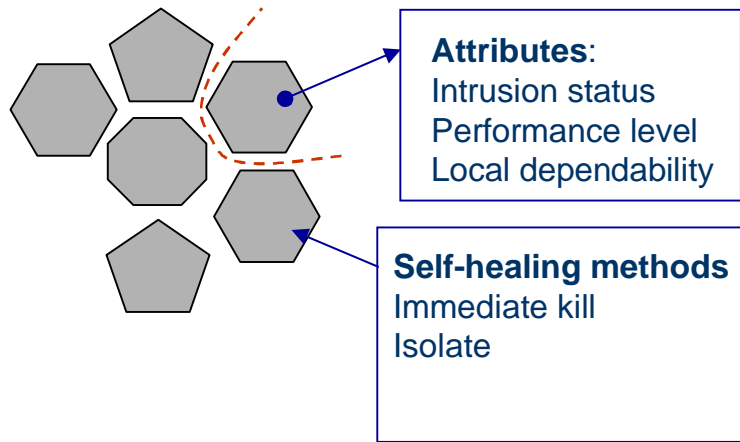 Attributes:
Intrusion status
Performance level
Local dependability
Self-healing methods
Immediate kill
Isolate